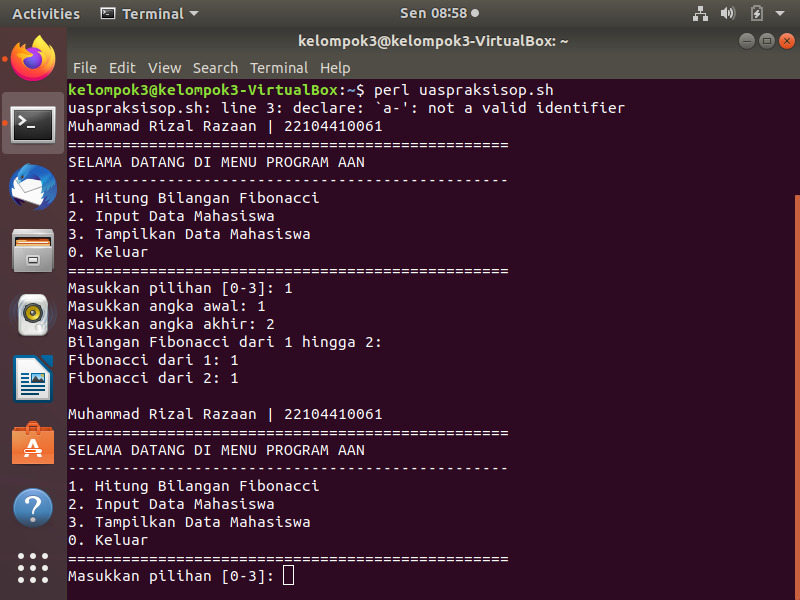 Activities Terminal Sen 08:58
kelompok3@kelompok3-VirtualBox: ~
File Edit View Search Terminal Help
kelompok3@kelompok3-VirtualBox:~$ perl uaspraksisop.sh
uaspraksisop.sh: line 3: declare: `a-': not a valid identifier
Muhammad Rizal Razaan | 22104410061
=================================================
SELAMA DATANG DI MENU PROGRAM AAN
-------------------------------------------------
1. Hitung Bilangan Fibonacci
2. Input Data Mahasiswa
3. Tampilkan Data Mahasiswa
0. Keluar
=================================================
Masukkan pilihan [0-3]: 1
Masukkan angka awal: 1
Masukkan angka akhir: 2
Bilangan Fibonacci dari 1 hingga 2:
Fibonacci dari 1: 1
Fibonacci dari 2: 1
Muhammad Rizal Razaan | 22104410061
=================================================
SELAMA DATANG DI MENU PROGRAM AAN
-------------------------------------------------
1. Hitung Bilangan Fibonacci
2. Input Data Mahasiswa
3. Tampilkan Data Mahasiswa
0. Keluar
=================================================
Masukkan pilihan [0-3]: